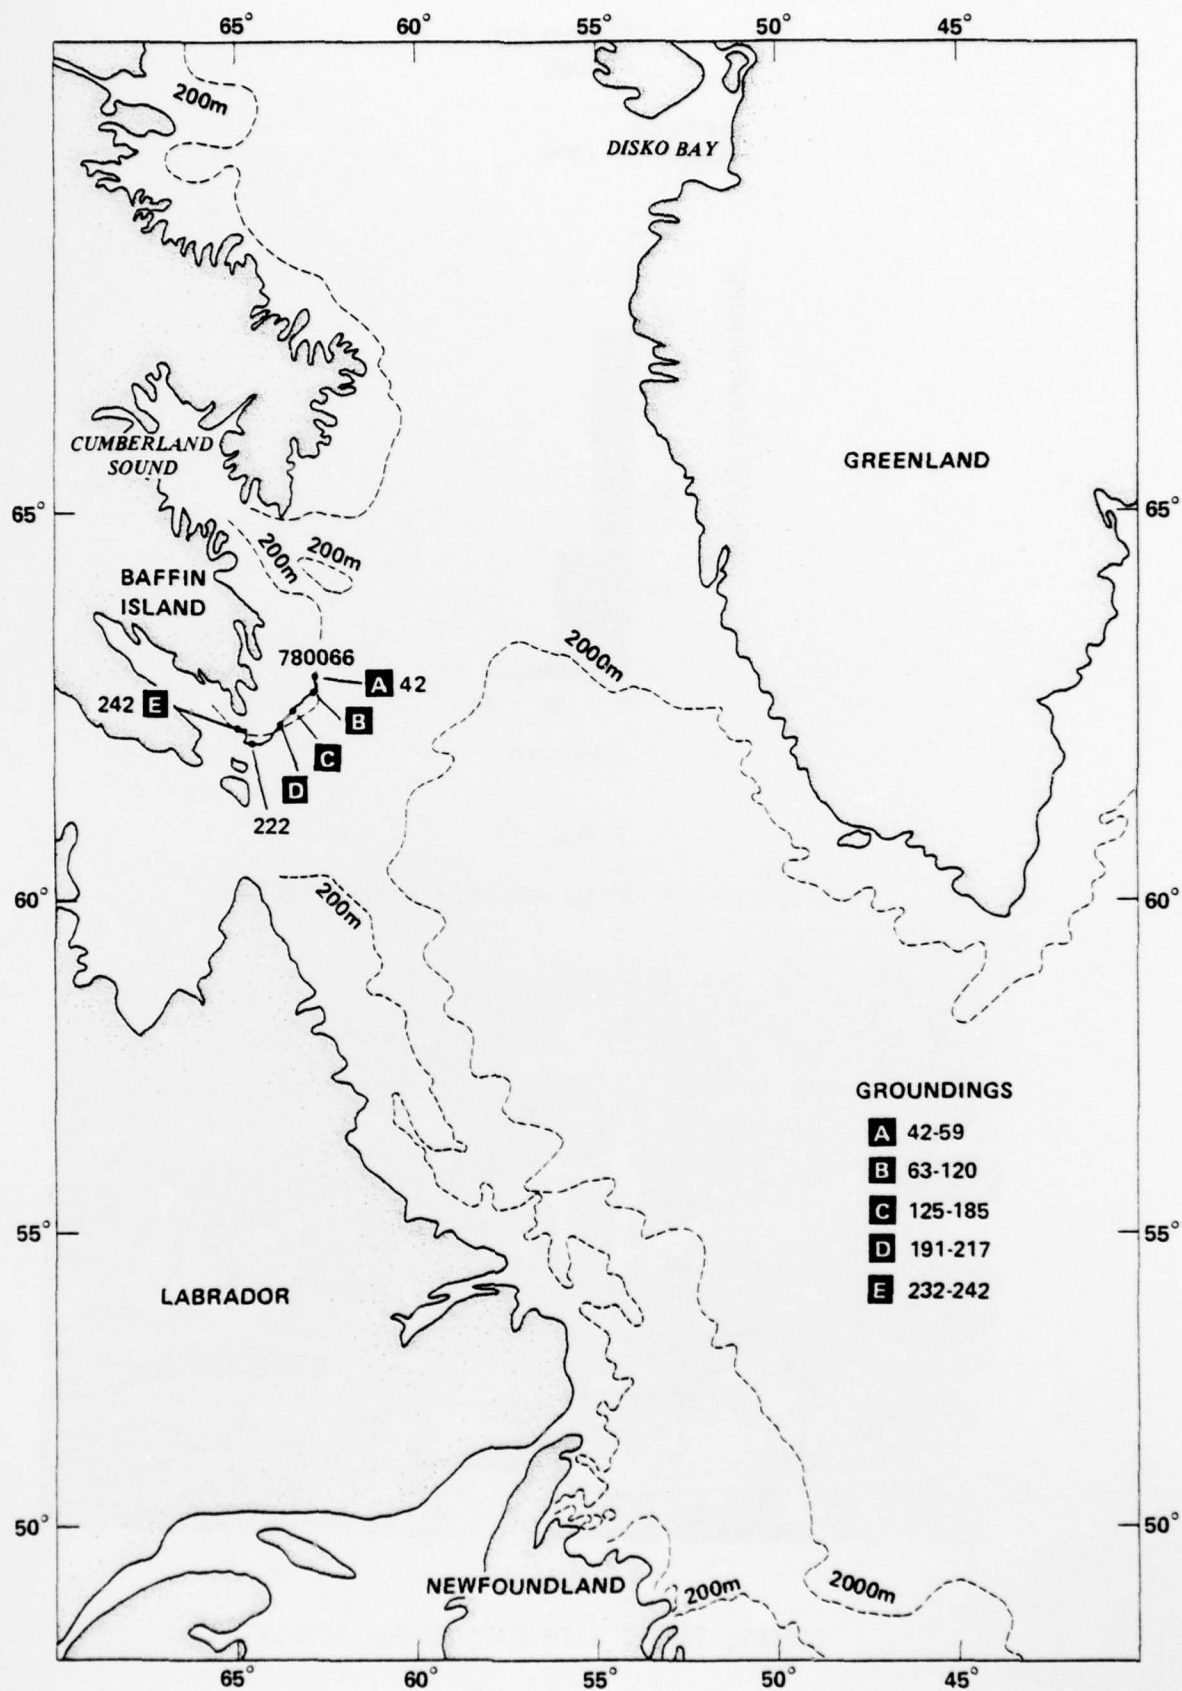 65° 60° 55° 50° 45°
200m
DISKO BAY
CUMBERLAND
SOUND
GREENLAND
65° 65°
200m 200m
BAFFIN
ISLAND
2000m
780066
A 42
242 E
B
C
D
222
60° 60°
200m
GROUNDINGS
A 42-59
B 63-120
C 125-185
D 191-217
E 232-242
55° 55°
LABRADOR
50° 50°
NEWFOUNDLAND
200m
2000m
65° 60° 55° 50° 45°